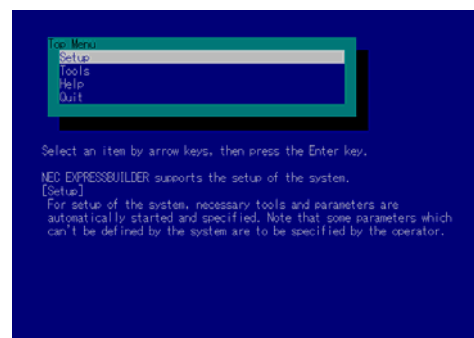 Top Menu
Setup
Tools
Help
Quit
Select an item by arrow keys, then press the Enter key.
NEC EXPRESSBUILDER supports the setup of the system.
[Setup]
For setup of the system, necessary tools and parameters are
automatically started and specified. Note that some parameters which
can't be defined by the system are to be specified by the operator.